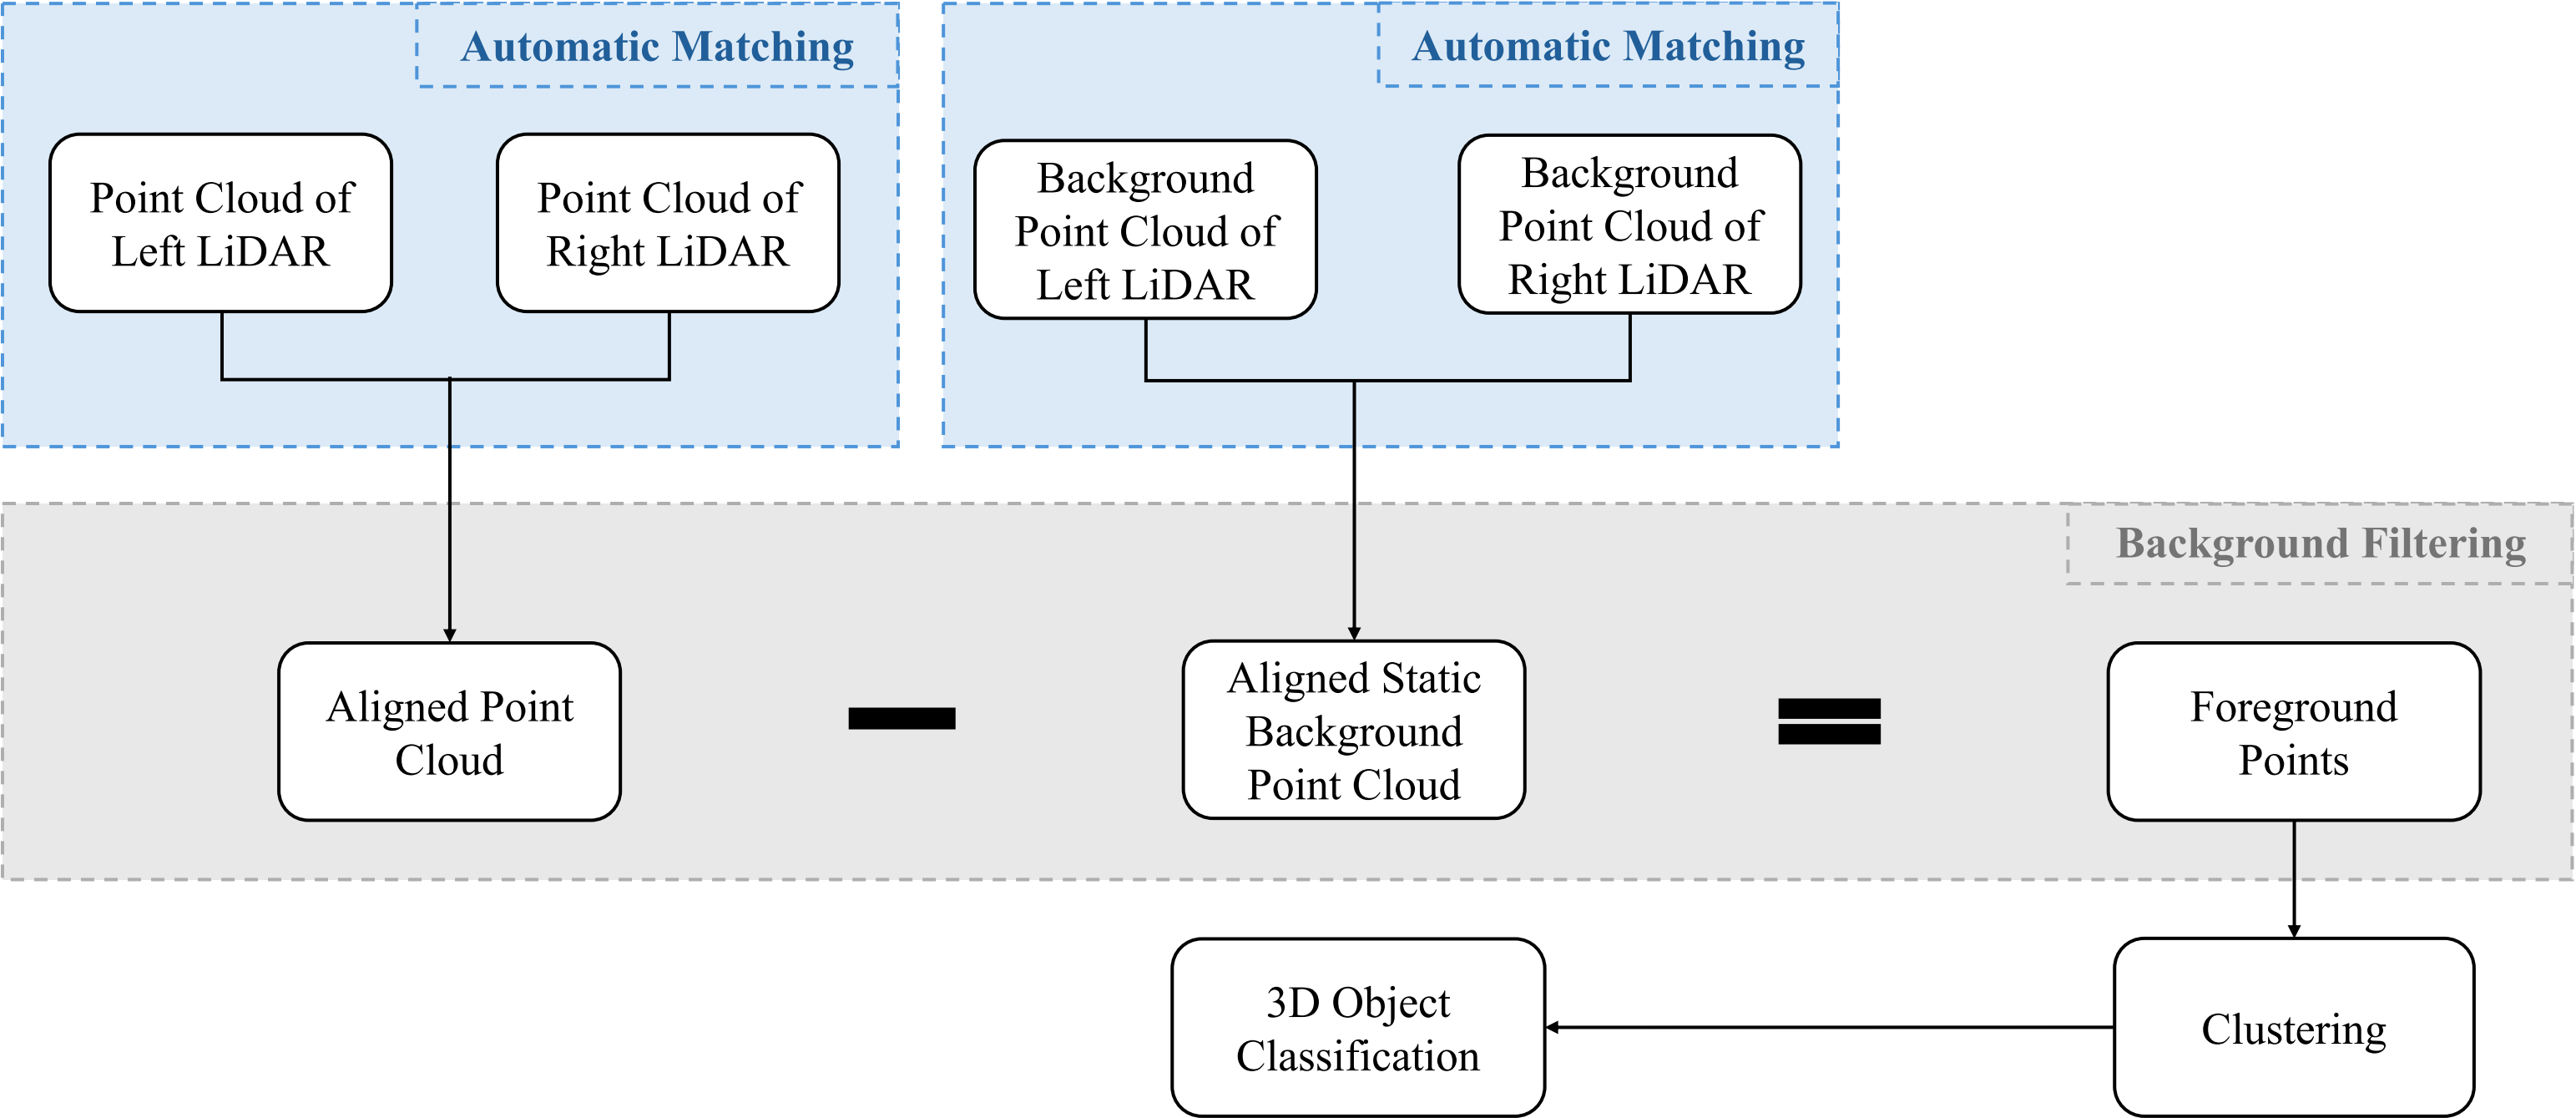 Automatic Matching
Point Cloud of
Left LiDAR
Point Cloud of
Right LiDAR
Automatic Matching
Background
Point Cloud of
Left LiDAR
Background
Point Cloud of
Right LiDAR
Background Filtering
Aligned Point
Cloud
Aligned Static
Background
Point Cloud
Foreground
Points
3D Object
Classification
Clustering